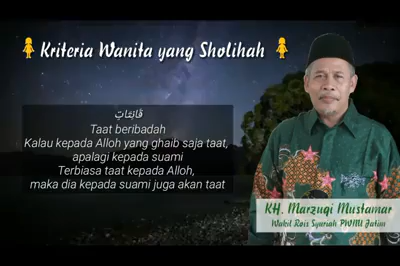 Kriteria Wanita yang Sholihah
قَانِتَاتٌ
Taat beribadah
Kalau kepada Alloh yang ghaib saja taat,
apalagi kepada suami
Terbiasa taat kepada Alloh,
maka dia kepada suami juga akan taat
KH. Marzuqi Mustamar
Wakil Rois Syuriah PWNU Jatim